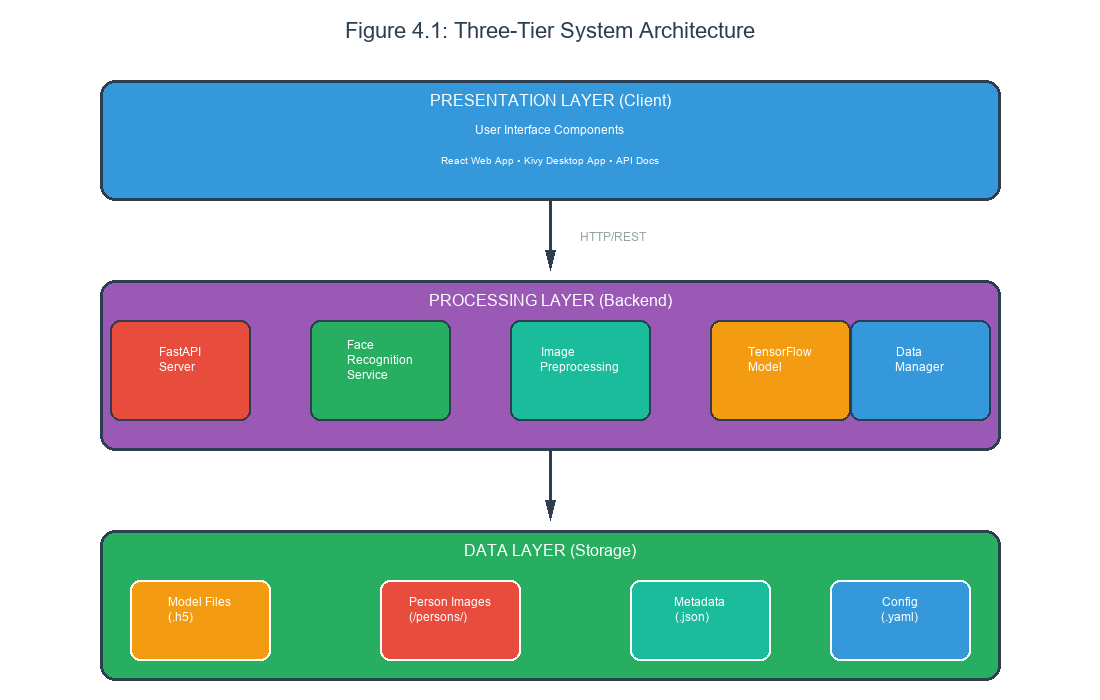 Figure 4.1: Three-Tier System Architecture
PRESENTATION LAYER (Client)
User Interface Components
React Web App • Kivy Desktop App • API Docs
HTTP/REST
PROCESSING LAYER (Backend)
FastAPI
Server
Face
Recognition
Service
Image
Preprocessing
TensorFlow
Model
Data
Manager
DATA LAYER (Storage)
Model Files
(.h5)
Person Images
(/persons/)
Metadata
(.json)
Config
(.yaml)